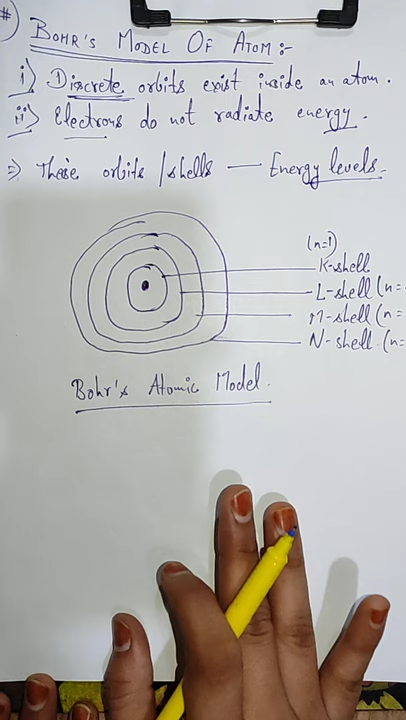 #
BOHR'S MODEL OF ATOM :-
i) Discrete orbits exist inside an atom.
ii) Electrons do not radiate energy.
⇒ These orbits / shells — Energy levels.
(n=1)
K-shell
L-shell (n =
M-shell (n =
N-shell. (n=
Bohr's Atomic Model.